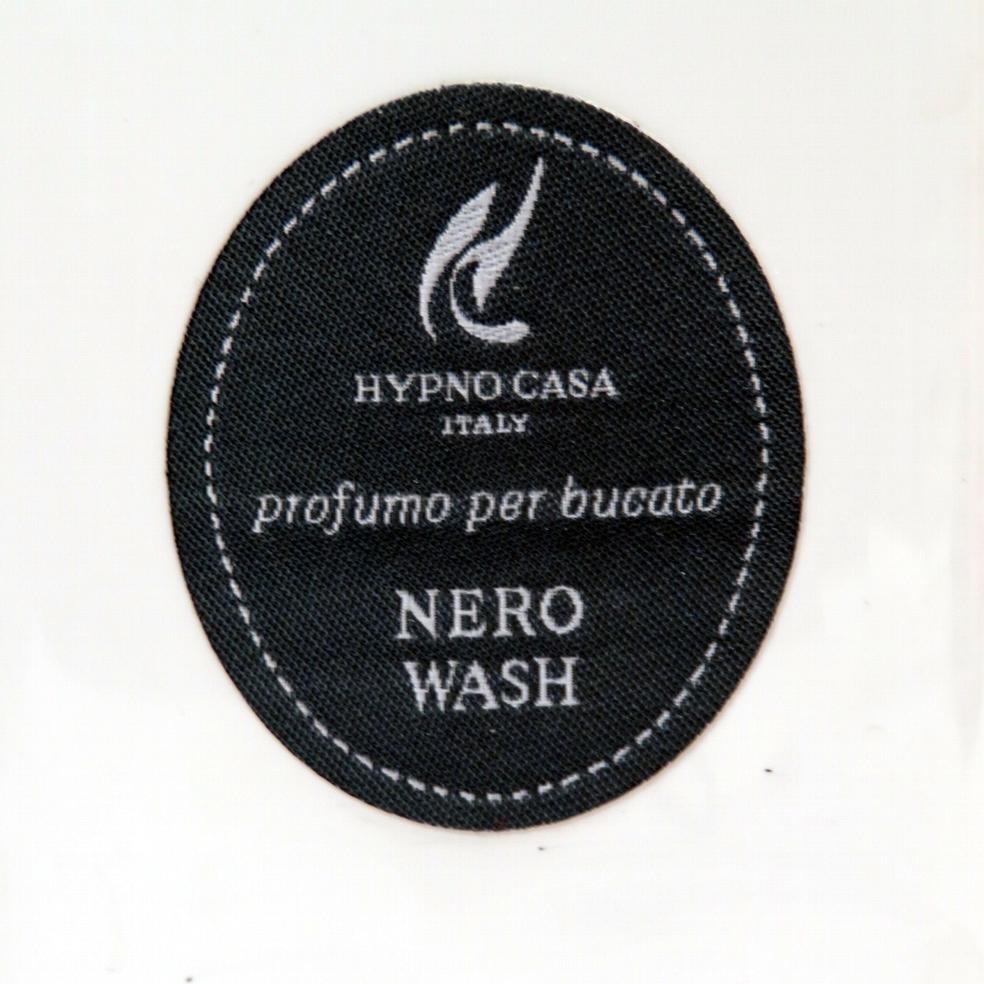 HYPNO CASA
ITALY
profumo per bucato
NERO
WASH